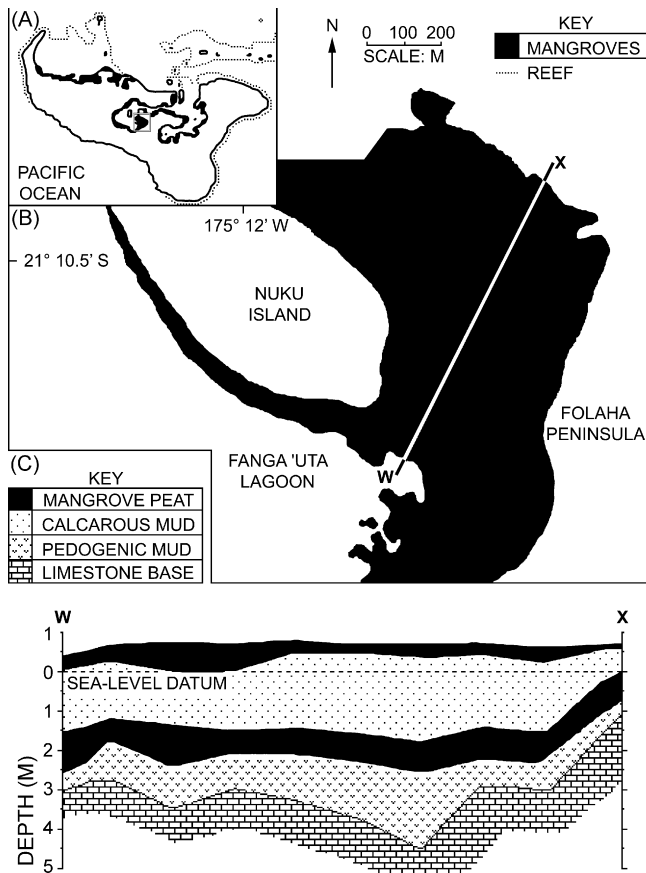 (A)
PACIFIC
OCEAN
N
0 100 200
SCALE: M
KEY
MANGROVES
REEF
(B)
175° 12' W
21° 10.5' S
X
NUKU
ISLAND
FOLAHA
PENINSULA
FANGA 'UTA
LAGOON
W
(C)
KEY
MANGROVE PEAT
CALCAROUS MUD
PEDOGENIC MUD
LIMESTONE BASE
W
X
1
0
SEA-LEVEL DATUM
1
2
3
4
5
DEPTH (M)